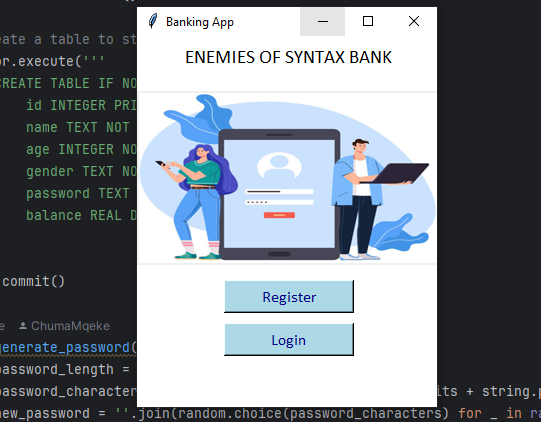 Banking App
ENEMIES OF SYNTAX BANK
Register
Login
eate a table to st
or.execute('''
CREATE TABLE IF NO
id INTEGER PRI
name TEXT NOT
age INTEGER NO
gender TEXT NO
password TEXT
balance REAL D
commit()
ChumaMqeke
generate_password(
password_length =
password_character its + string.p
new_password = ''.join(random.choice(password_characters) for _ in ra